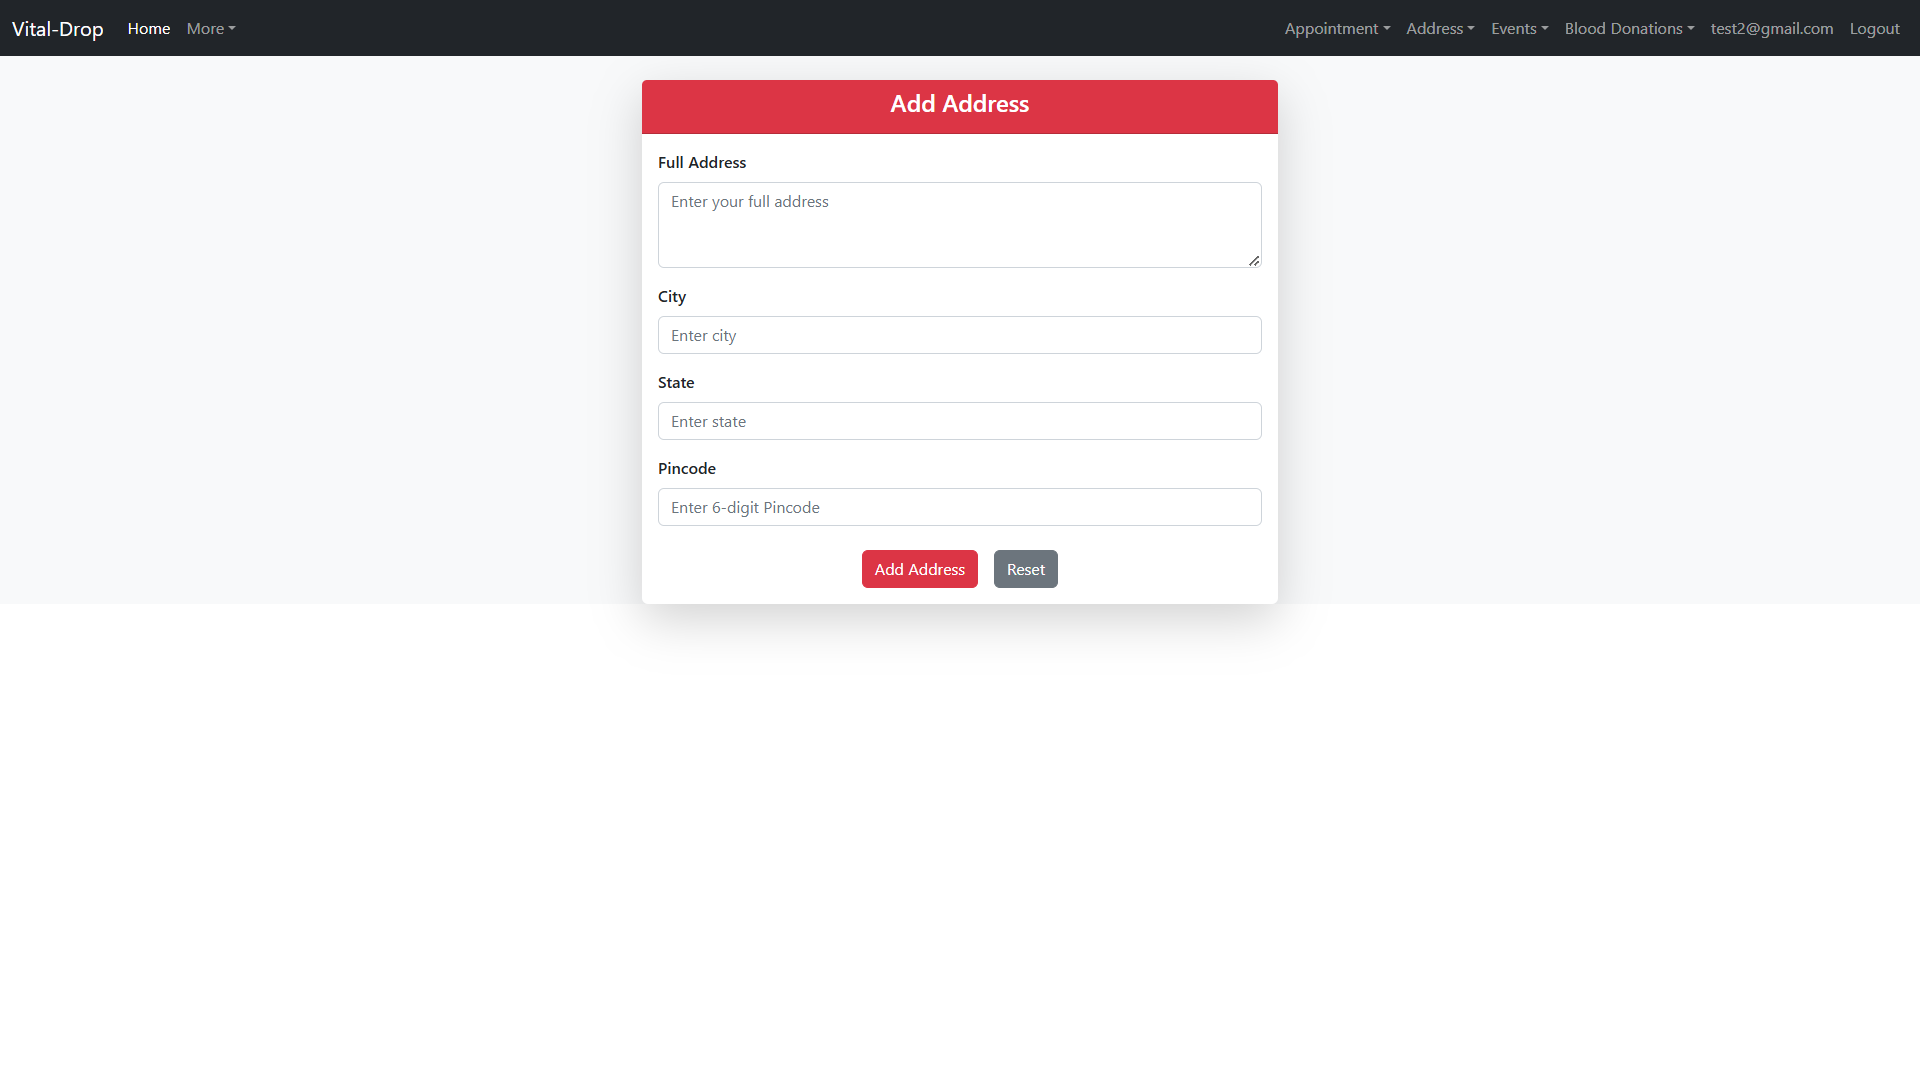 Vital-Drop Home More Appointment Address Events Blood Donations test2@gmail.com Logout
Add Address
Full Address
Enter your full address
City
Enter city
State
Enter state
Pincode
Enter 6-digit Pincode
Add Address Reset